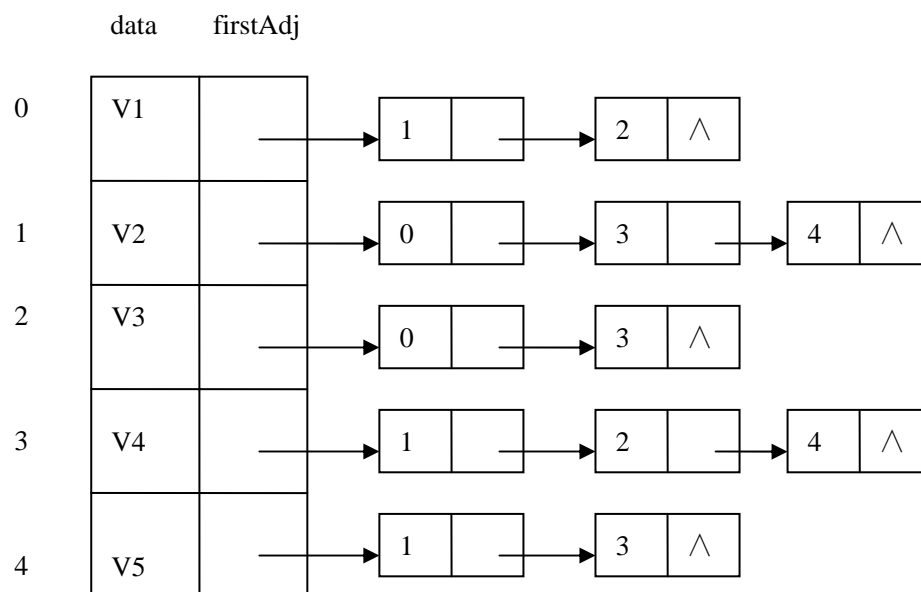 data firstAdj
0 V1 1 2 ∧
1 V2 0 3 4 ∧
2 V3 0 3 ∧
3 V4 1 2 4 ∧
4 V5 1 3 ∧